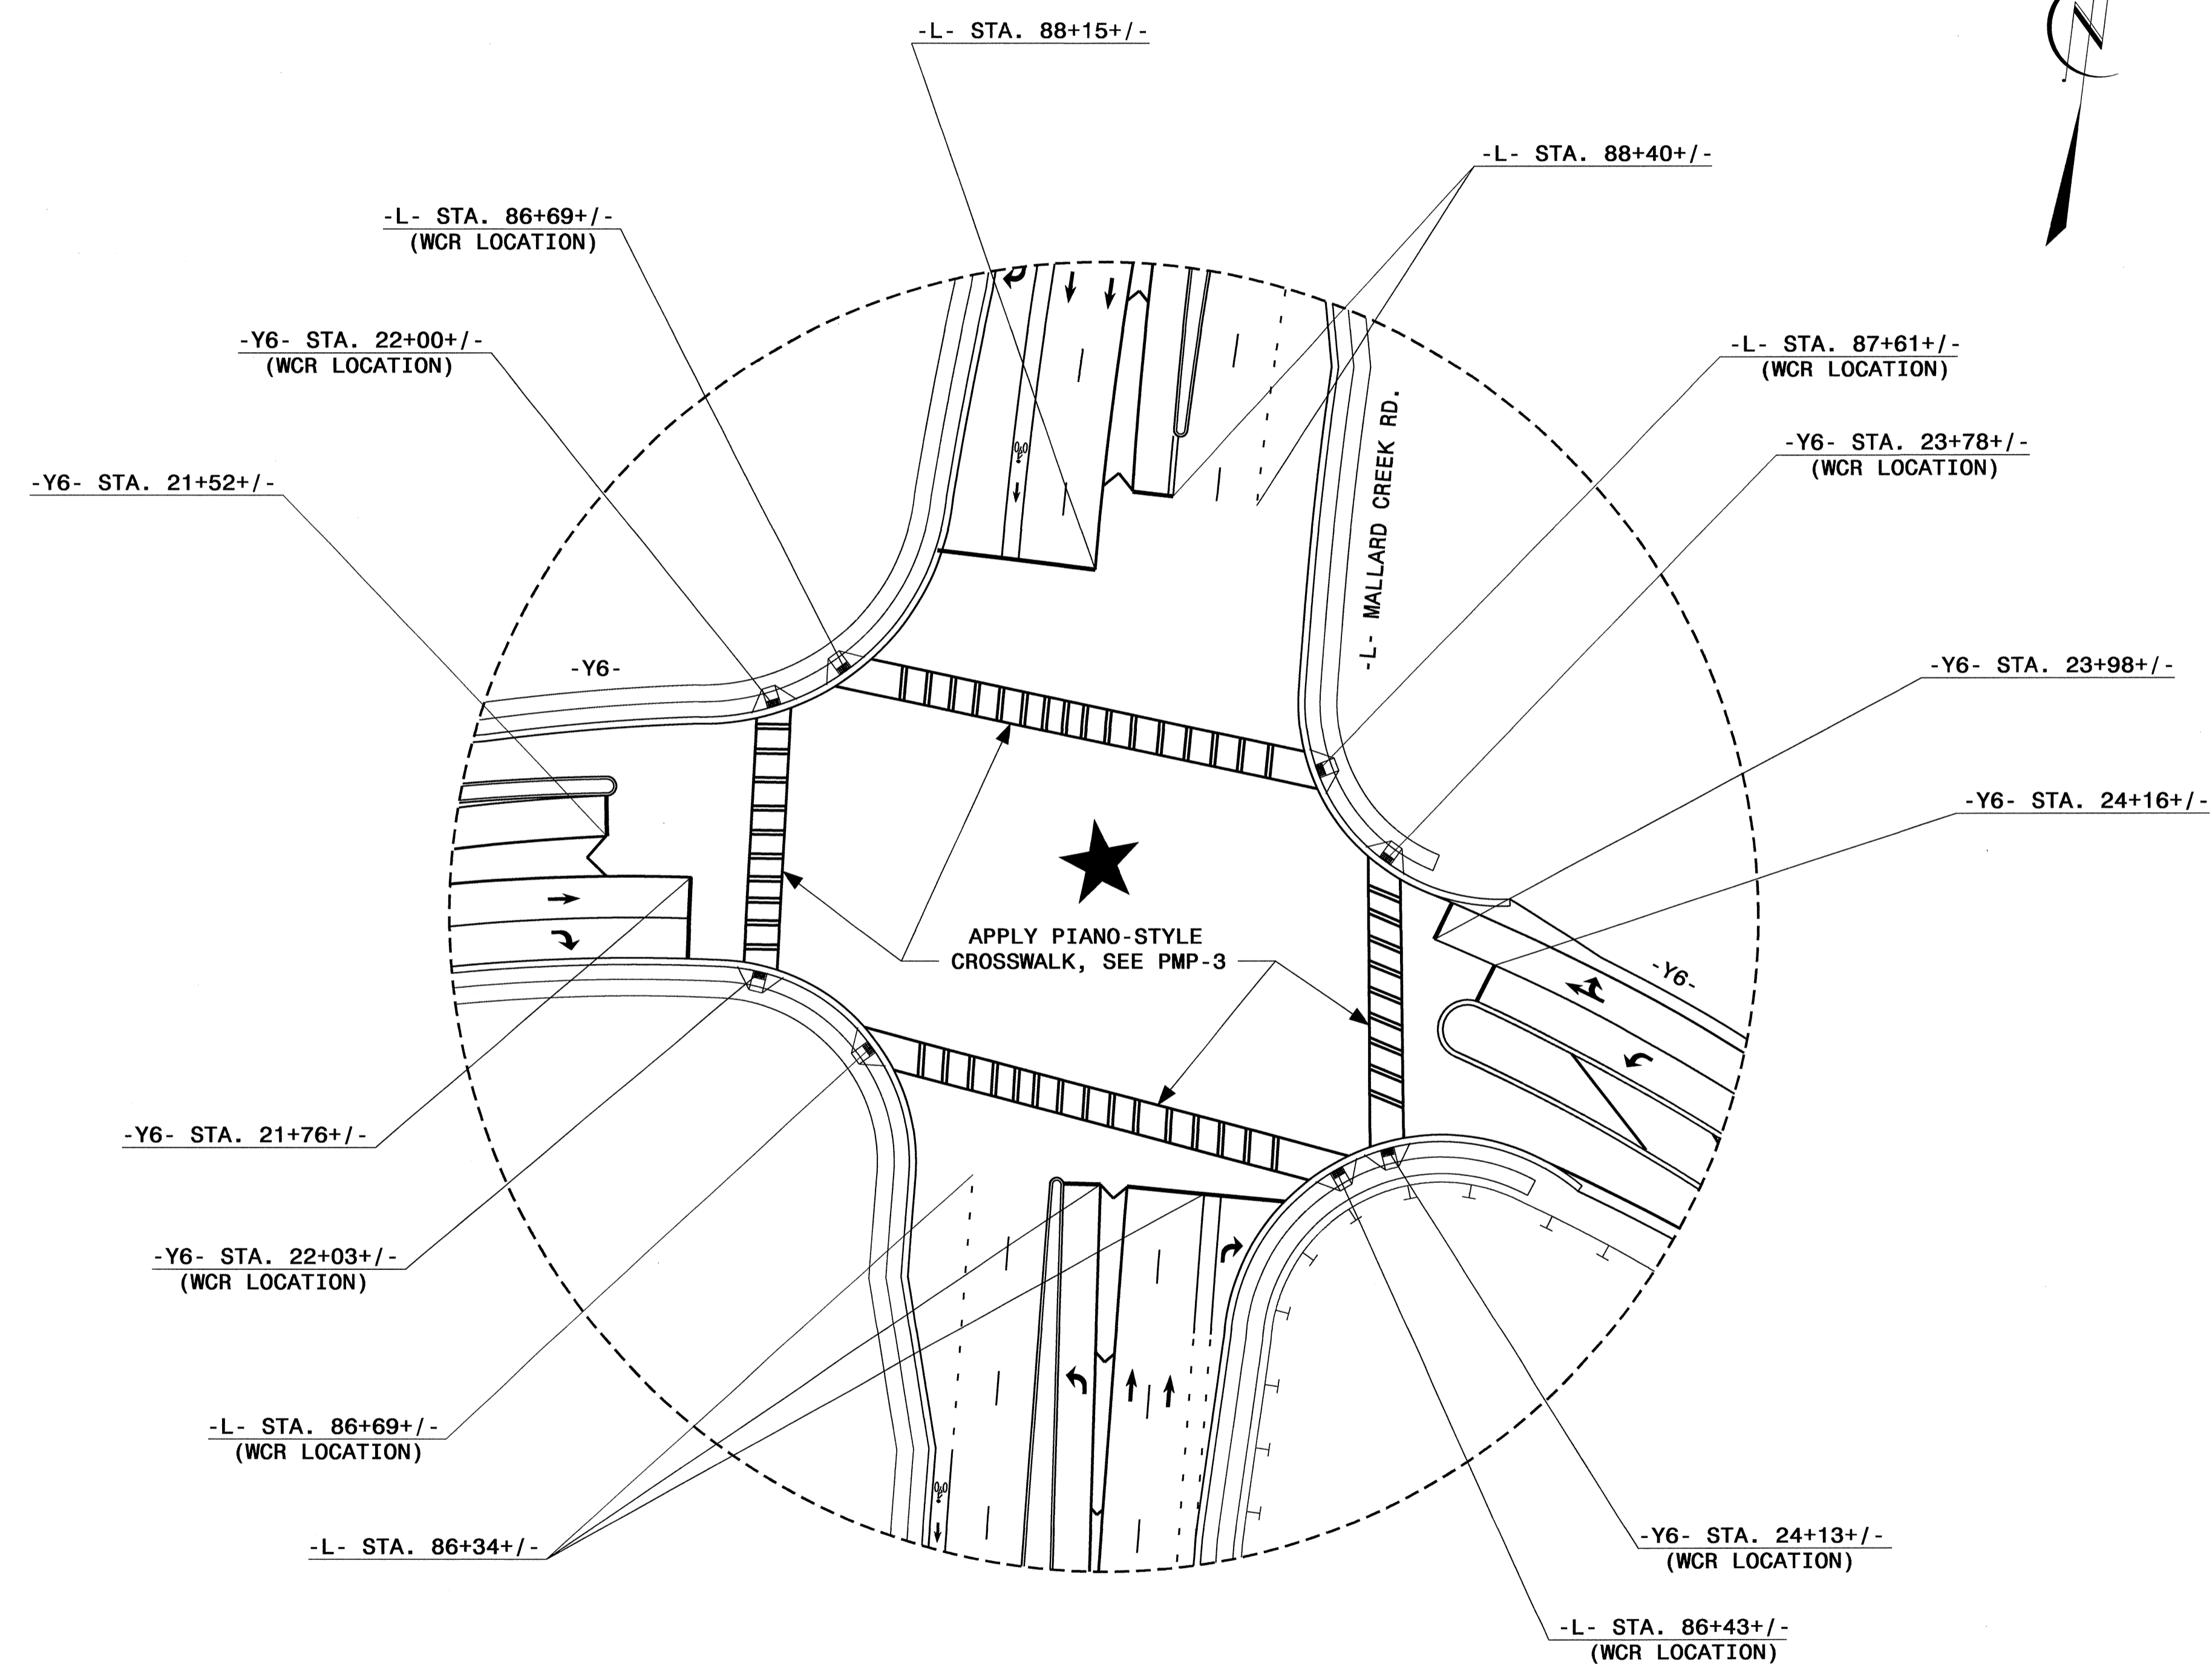 N
-L- STA. 88+15+/-
-L- STA. 88+40+/-
-L- STA. 86+69+/-
(WCR LOCATION)
-Y6- STA. 22+00+/-
(WCR LOCATION)
-L- STA. 87+61+/-
(WCR LOCATION)
-Y6- STA. 23+78+/-
(WCR LOCATION)
-Y6- STA. 21+52+/-
-L- MALLARD CREEK RD.
-Y6-
-Y6- STA. 23+98+/-
-Y6- STA. 24+16+/-
APPLY PIANO-STYLE
CROSSWALK, SEE PMP-3
-Y6-
-Y6- STA. 21+76+/-
-Y6- STA. 22+03+/-
(WCR LOCATION)
-L- STA. 86+69+/-
(WCR LOCATION)
-L- STA. 86+34+/-
-Y6- STA. 24+13+/-
(WCR LOCATION)
-L- STA. 86+43+/-
(WCR LOCATION)